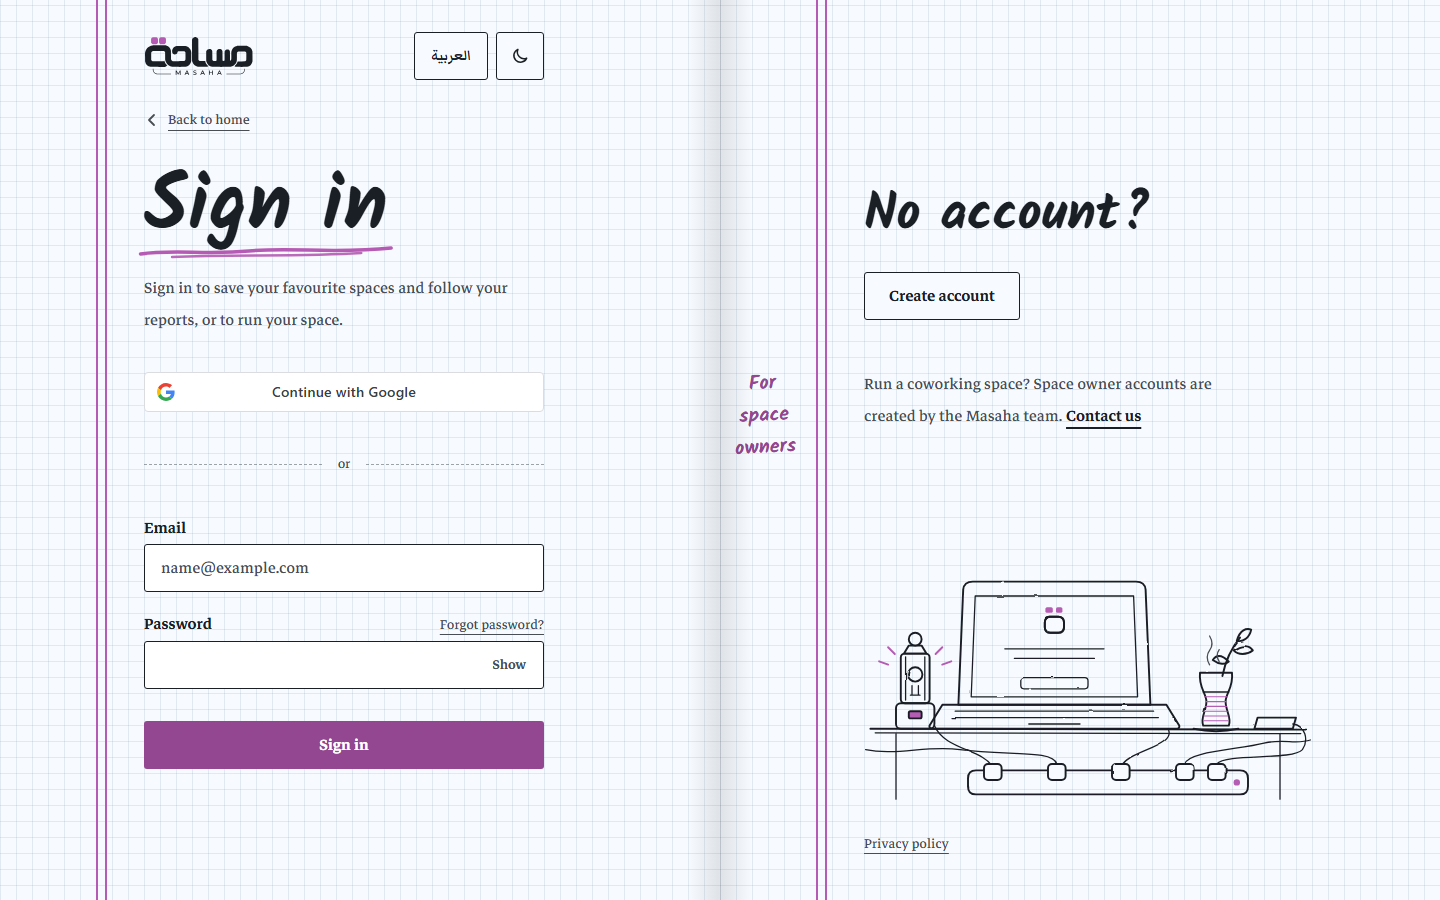 مساحة
MASAHA
العربية
Back to home
Sign in
Sign in to save your favourite spaces and follow your
reports, or to run your space.
Continue with Google
or
Email
name@example.com
Password
Forgot password?
Show
Sign in
No account?
Create account
For
space
owners
Run a coworking space? Space owner accounts are
created by the Masaha team. Contact us
Privacy policy